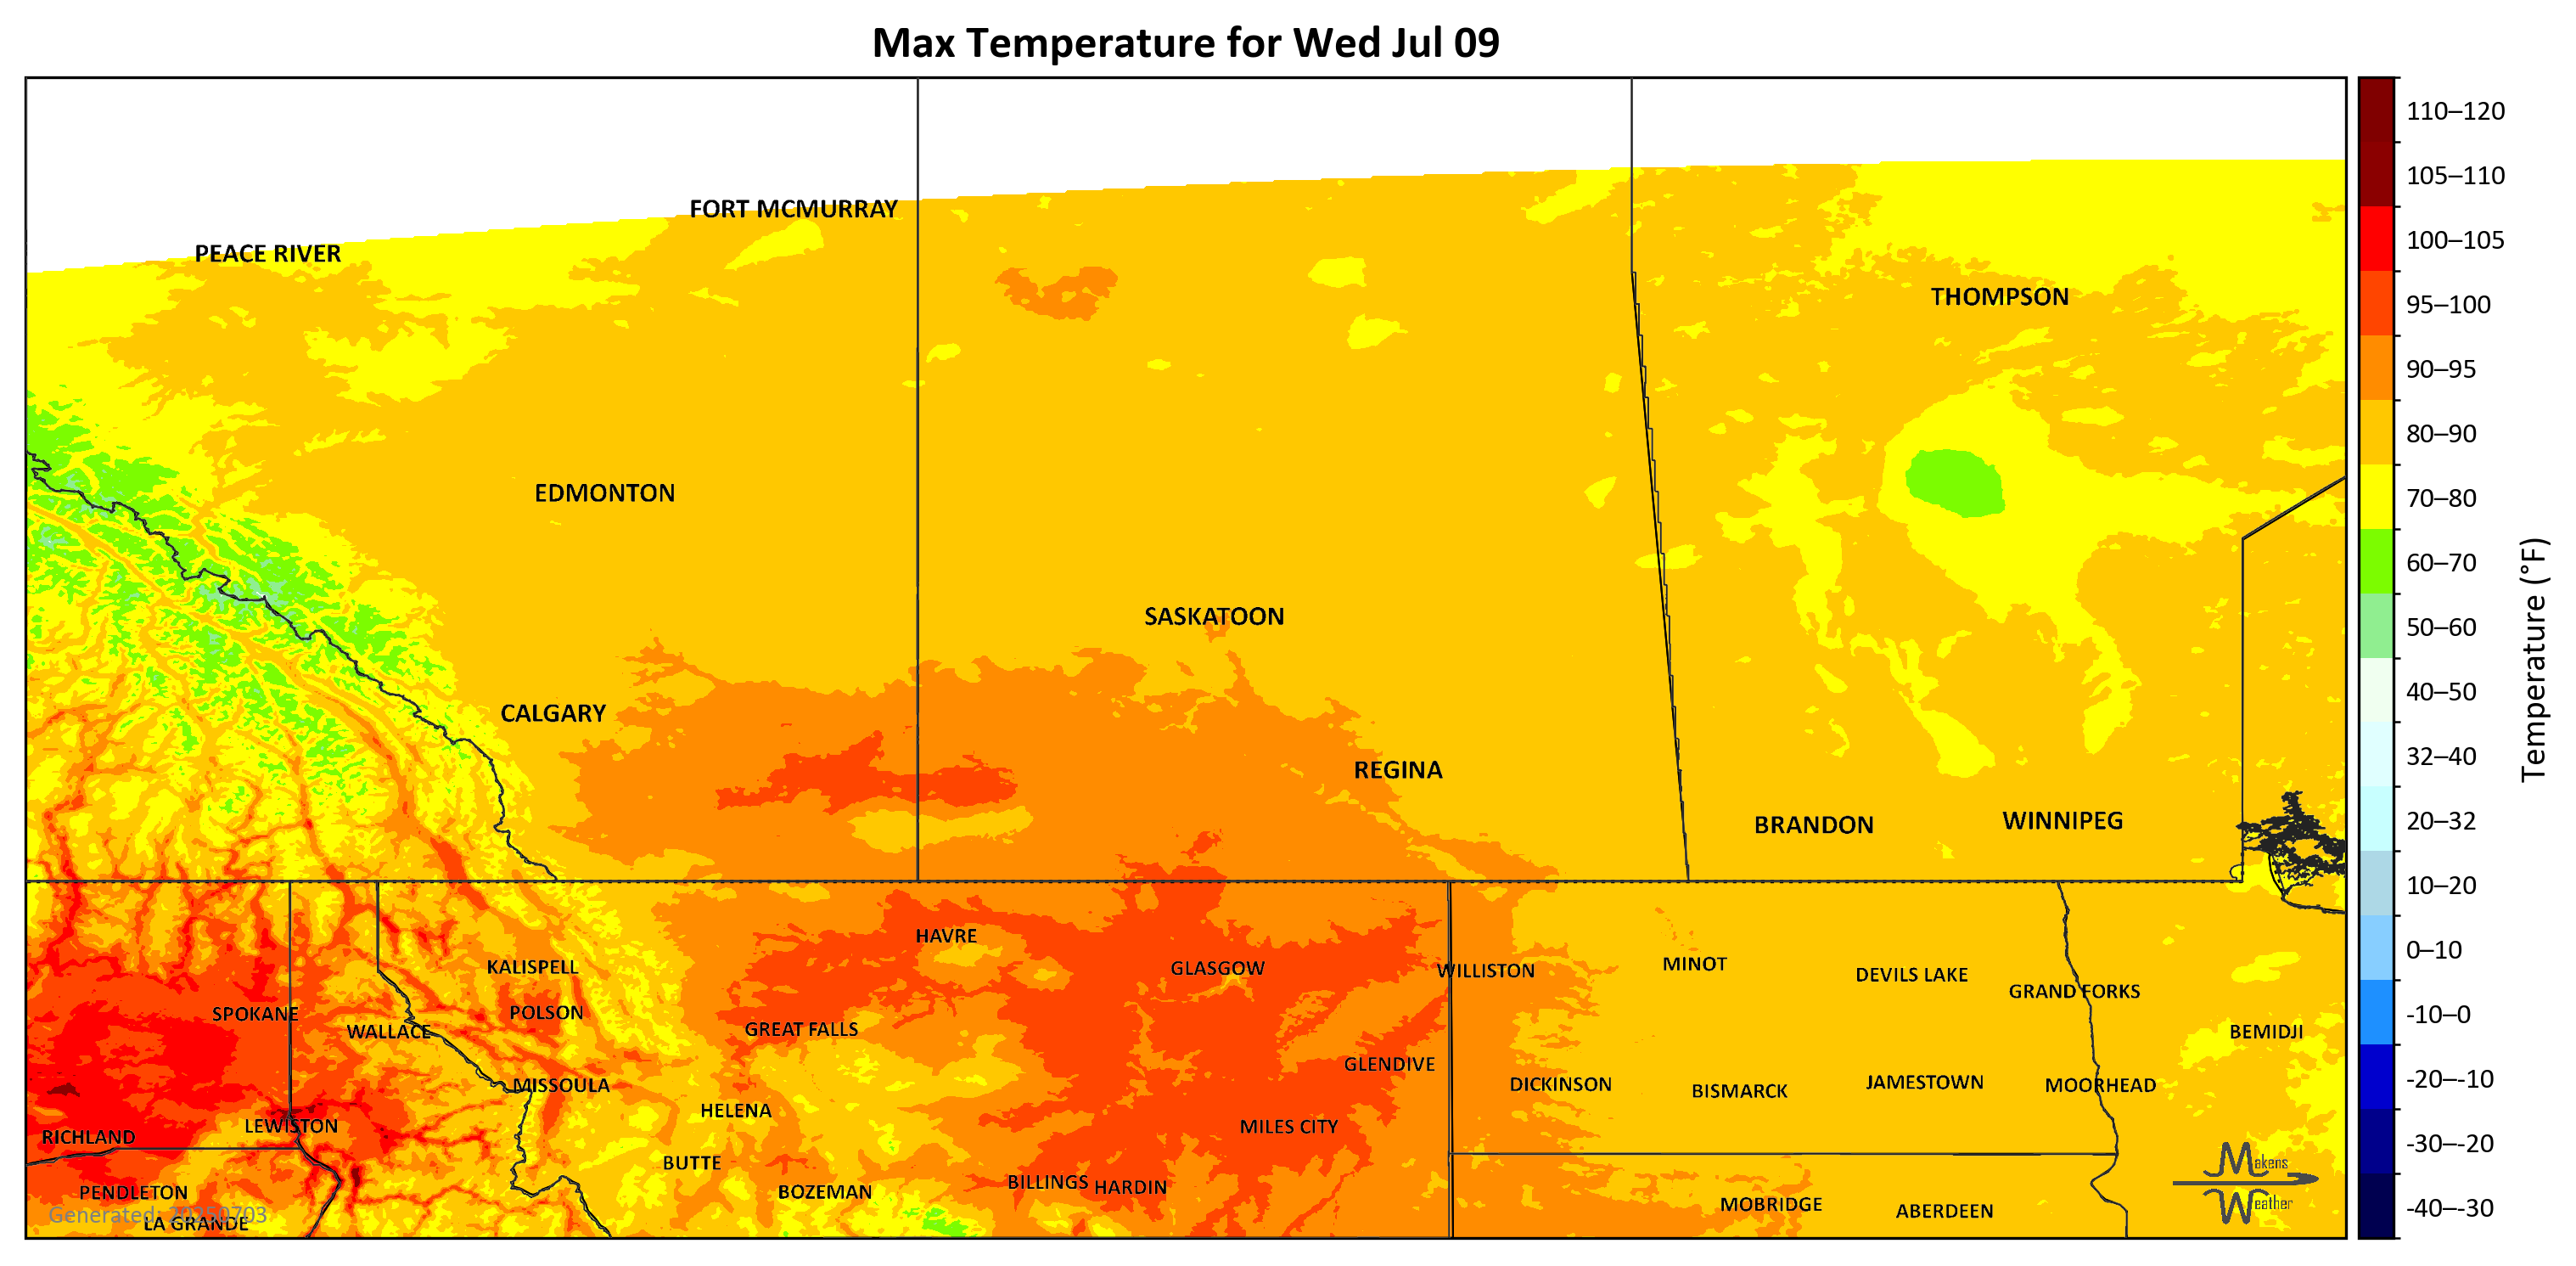 Max Temperature for Wed Jul 09
FORT MCMURRAY
PEACE RIVER
THOMPSON
EDMONTON
SASKATOON
CALGARY
REGINA
BRANDON
WINNIPEG
HAVRE
KALISPELL
GLASGOW
WILLISTON
MINOT
DEVILS LAKE
GRAND FORKS
SPOKANE
POLSON
WALLACE
GREAT FALLS
BEMIDJI
GLENDIVE
MISSOULA
DICKINSON
BISMARCK
JAMESTOWN
MOORHEAD
HELENA
LEWISTON
MILES CITY
RICHLAND
BUTTE
BILLINGS
HARDIN
PENDLETON
BOZEMAN
MOBRIDGE
ABERDEEN
Generated: 20250703
LA GRANDE
Makens
Weather
110–120
105–110
100–105
95–100
90–95
80–90
70–80
60–70
50–60
40–50
32–40
20–32
10–20
0–10
-10–0
-20–-10
-30–-20
-40–-30
Temperature (°F)